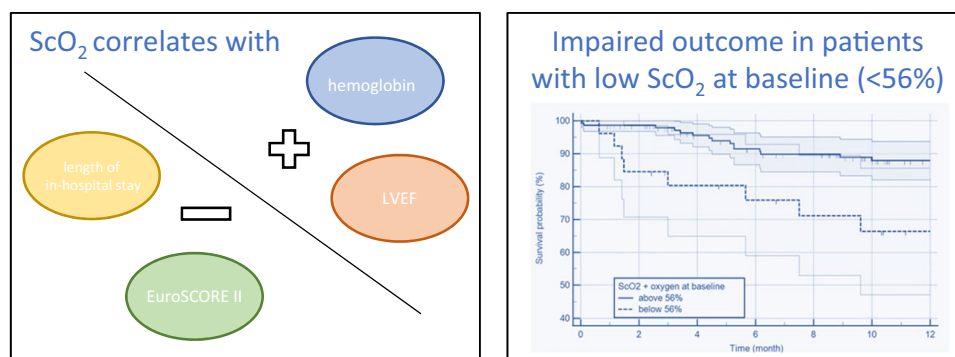 ScO₂ correlates with
hemoglobin
length of
in-hospital stay
LVEF
EuroSCORE II
Impaired outcome in patients
with low ScO₂ at baseline (<56%)
Survival probability (%)
100
90
80
70
60
50
40
ScO2 + oxygen at baseline
above 56%
below 56%
0 2 4 6 8 10 12
Time (month)